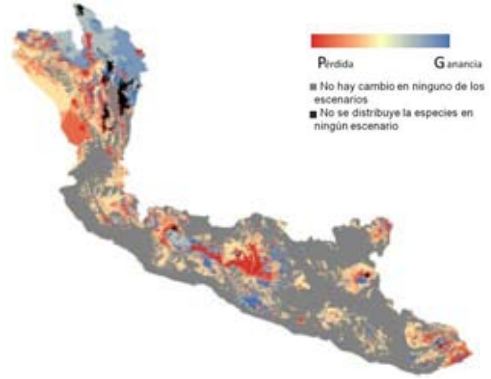 Pérdida Ganancia
No hay cambio en ninguno de los
escenarios
No se distribuye la especies en
ningún escenario